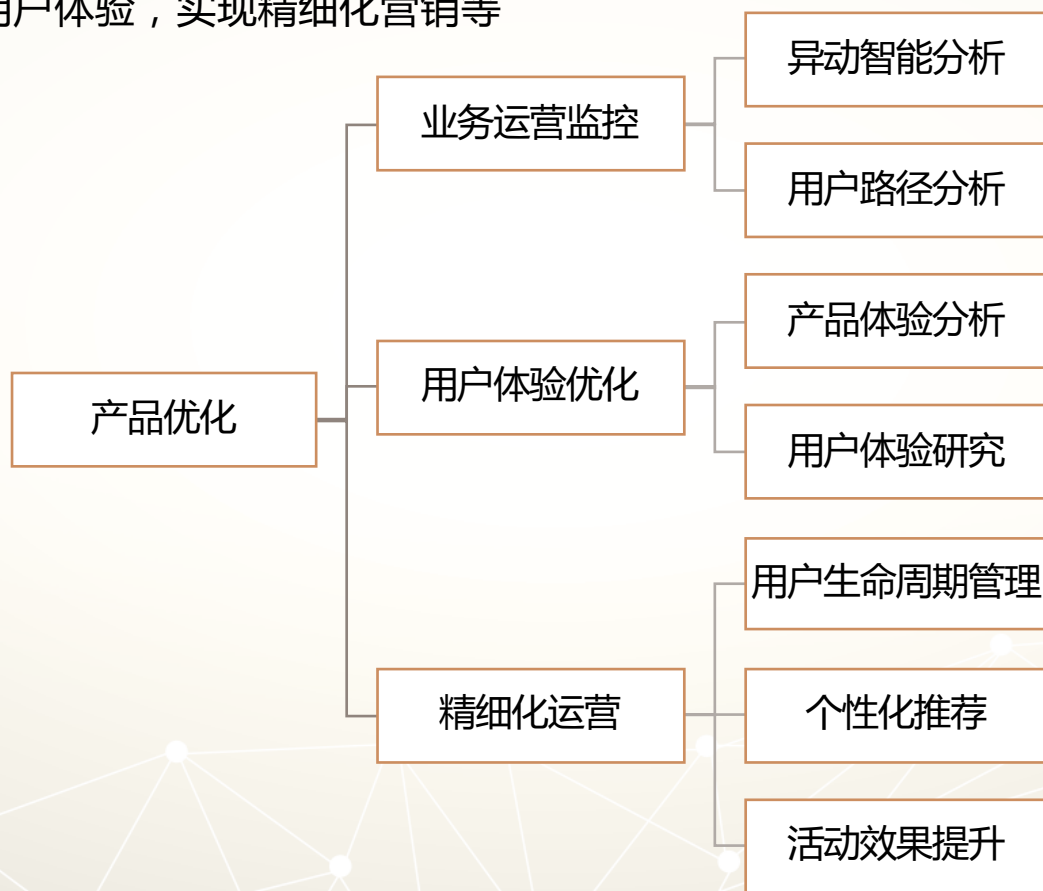 用户体验，实现精细化营销等
异动智能分析
业务运营监控
用户路径分析
产品体验分析
用户体验优化
产品优化
用户体验研究
用户生命周期管理
精细化运营
个性化推荐
活动效果提升